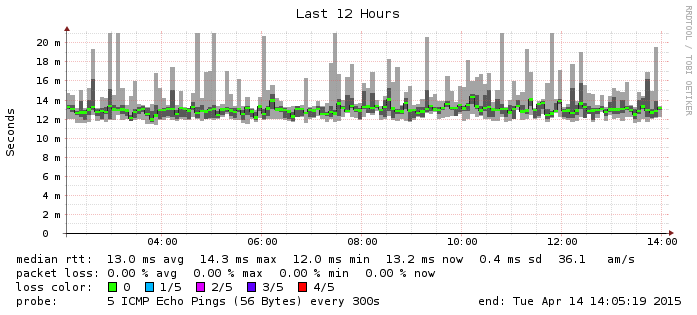 Last 12 Hours
RRDTOOL / TOBI OETIKER
Seconds
20 m
18 m
16 m
14 m
12 m
10 m
8 m
6 m
4 m
2 m
0
04:00 06:00 08:00 10:00 12:00 14:00
median rtt: 13.0 ms avg 14.3 ms max 12.0 ms min 13.2 ms now 0.4 ms sd 36.1 am/s
packet loss: 0.00 % avg 0.00 % max 0.00 % min 0.00 % now
loss color: 0 1/5 2/5 3/5 4/5
probe: 5 ICMP Echo Pings (56 Bytes) every 300s end: Tue Apr 14 14:05:19 2015